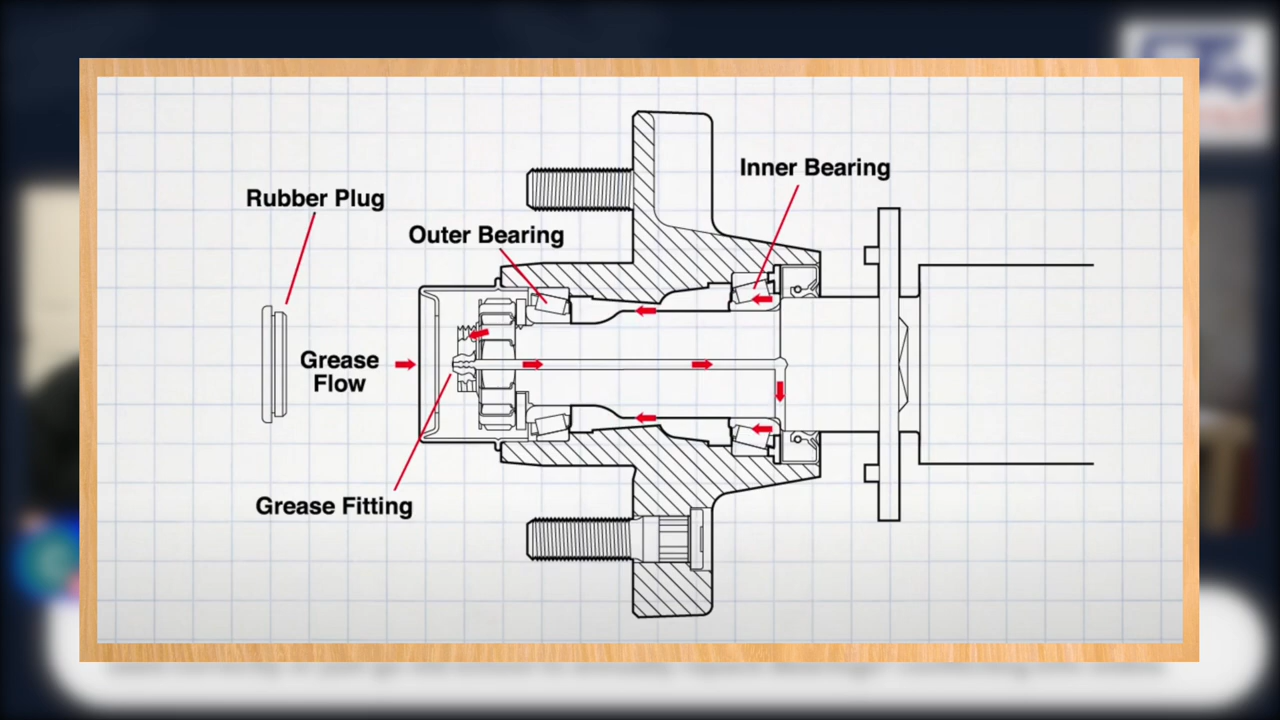 Rubber Plug
Outer Bearing
Inner Bearing
Grease
Flow
Grease Fitting